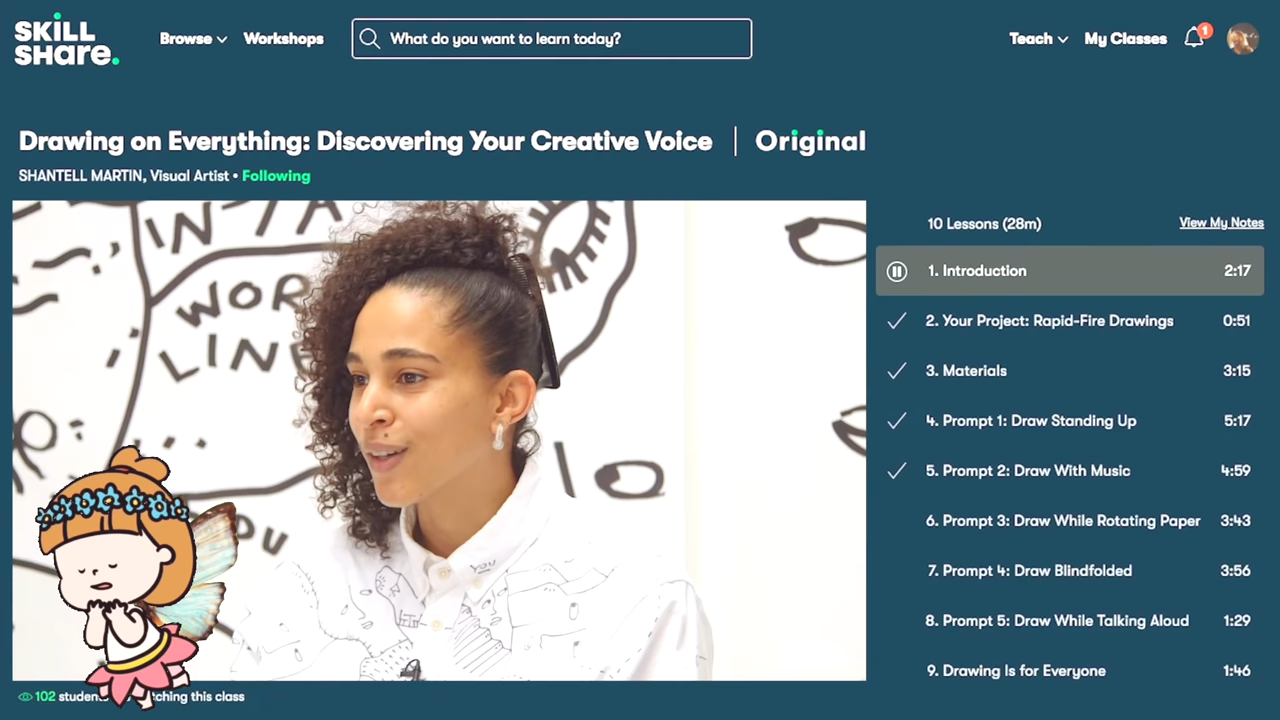 SKILL
SHare.
Browse
Workshops
What do you want to learn today?
Teach
My Classes
1
Drawing on Everything: Discovering Your Creative Voice | Original
SHANTELL MARTIN, Visual Artist • Following
WOR
LINE
YOU
YOU
10 Lessons (28m)
View My Notes
1. Introduction 2:17
2. Your Project: Rapid-Fire Drawings 0:51
3. Materials 3:15
4. Prompt 1: Draw Standing Up 5:17
5. Prompt 2: Draw With Music 4:59
6. Prompt 3: Draw While Rotating Paper 3:43
7. Prompt 4: Draw Blindfolded 3:56
8. Prompt 5: Draw While Talking Aloud 1:29
9. Drawing Is for Everyone 1:46
102 this class